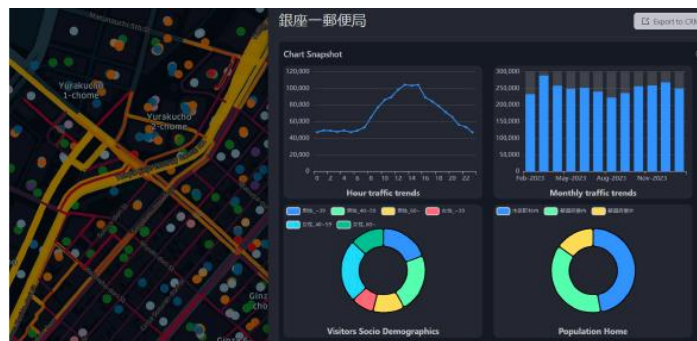 Yurakucho
1-chome
Yurakucho
2-chome
銀座一郵便局
Export to CRM
Chart Snapshot
120,000
100,000
80,000
60,000
40,000
20,000
0
0 2 4 6 8 10 12 14 16 18 20 22
Hour traffic trends
300,000
250,000
200,000
150,000
100,000
50,000
0
Feb-2023 May-2023 Aug-2023 Nov-2023
Monthly traffic trends
Visitors Socio Demographics
Population Home